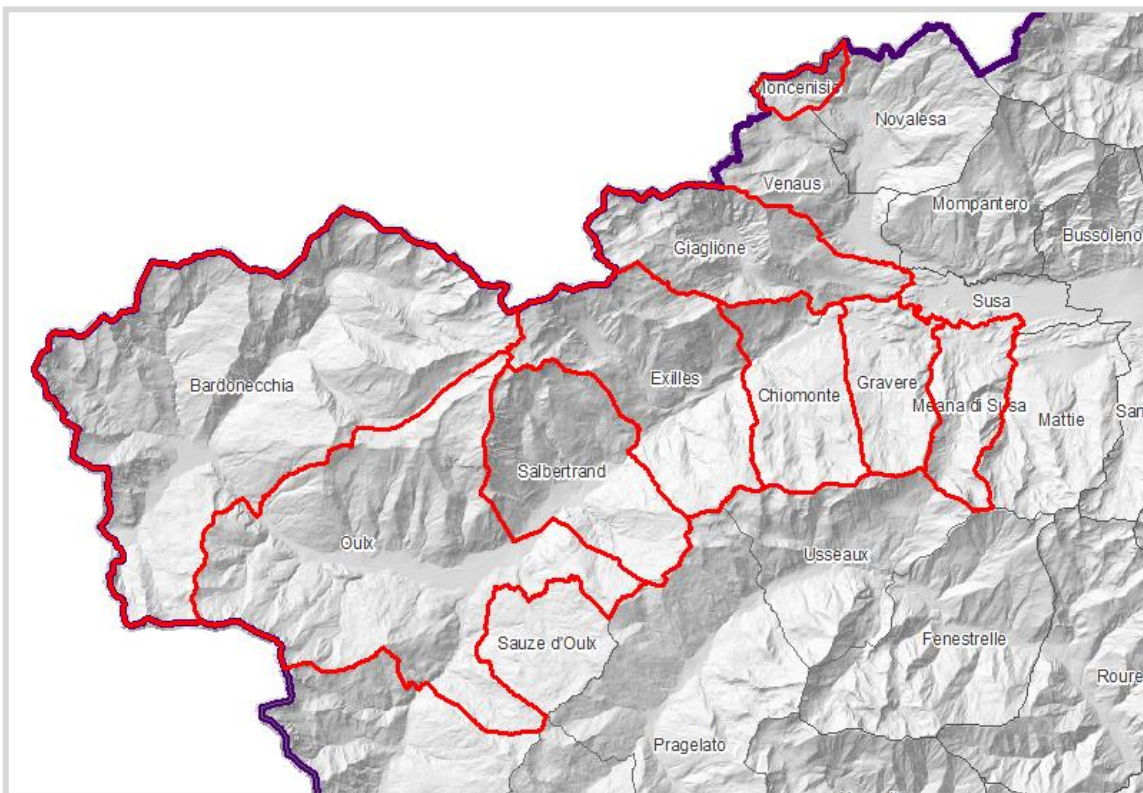 Moncenisio
Novalesa
Venaus
Mompantero
Giaglione
Bussoleno
Susa
Bardonecchia
Exilles
Chiomonte
Gravere
Meana di Susa
Mattie
San
Salbertrand
Oulx
Usseaux
Sauze d'Oulx
Fenestrelle
Roure
Pragelato